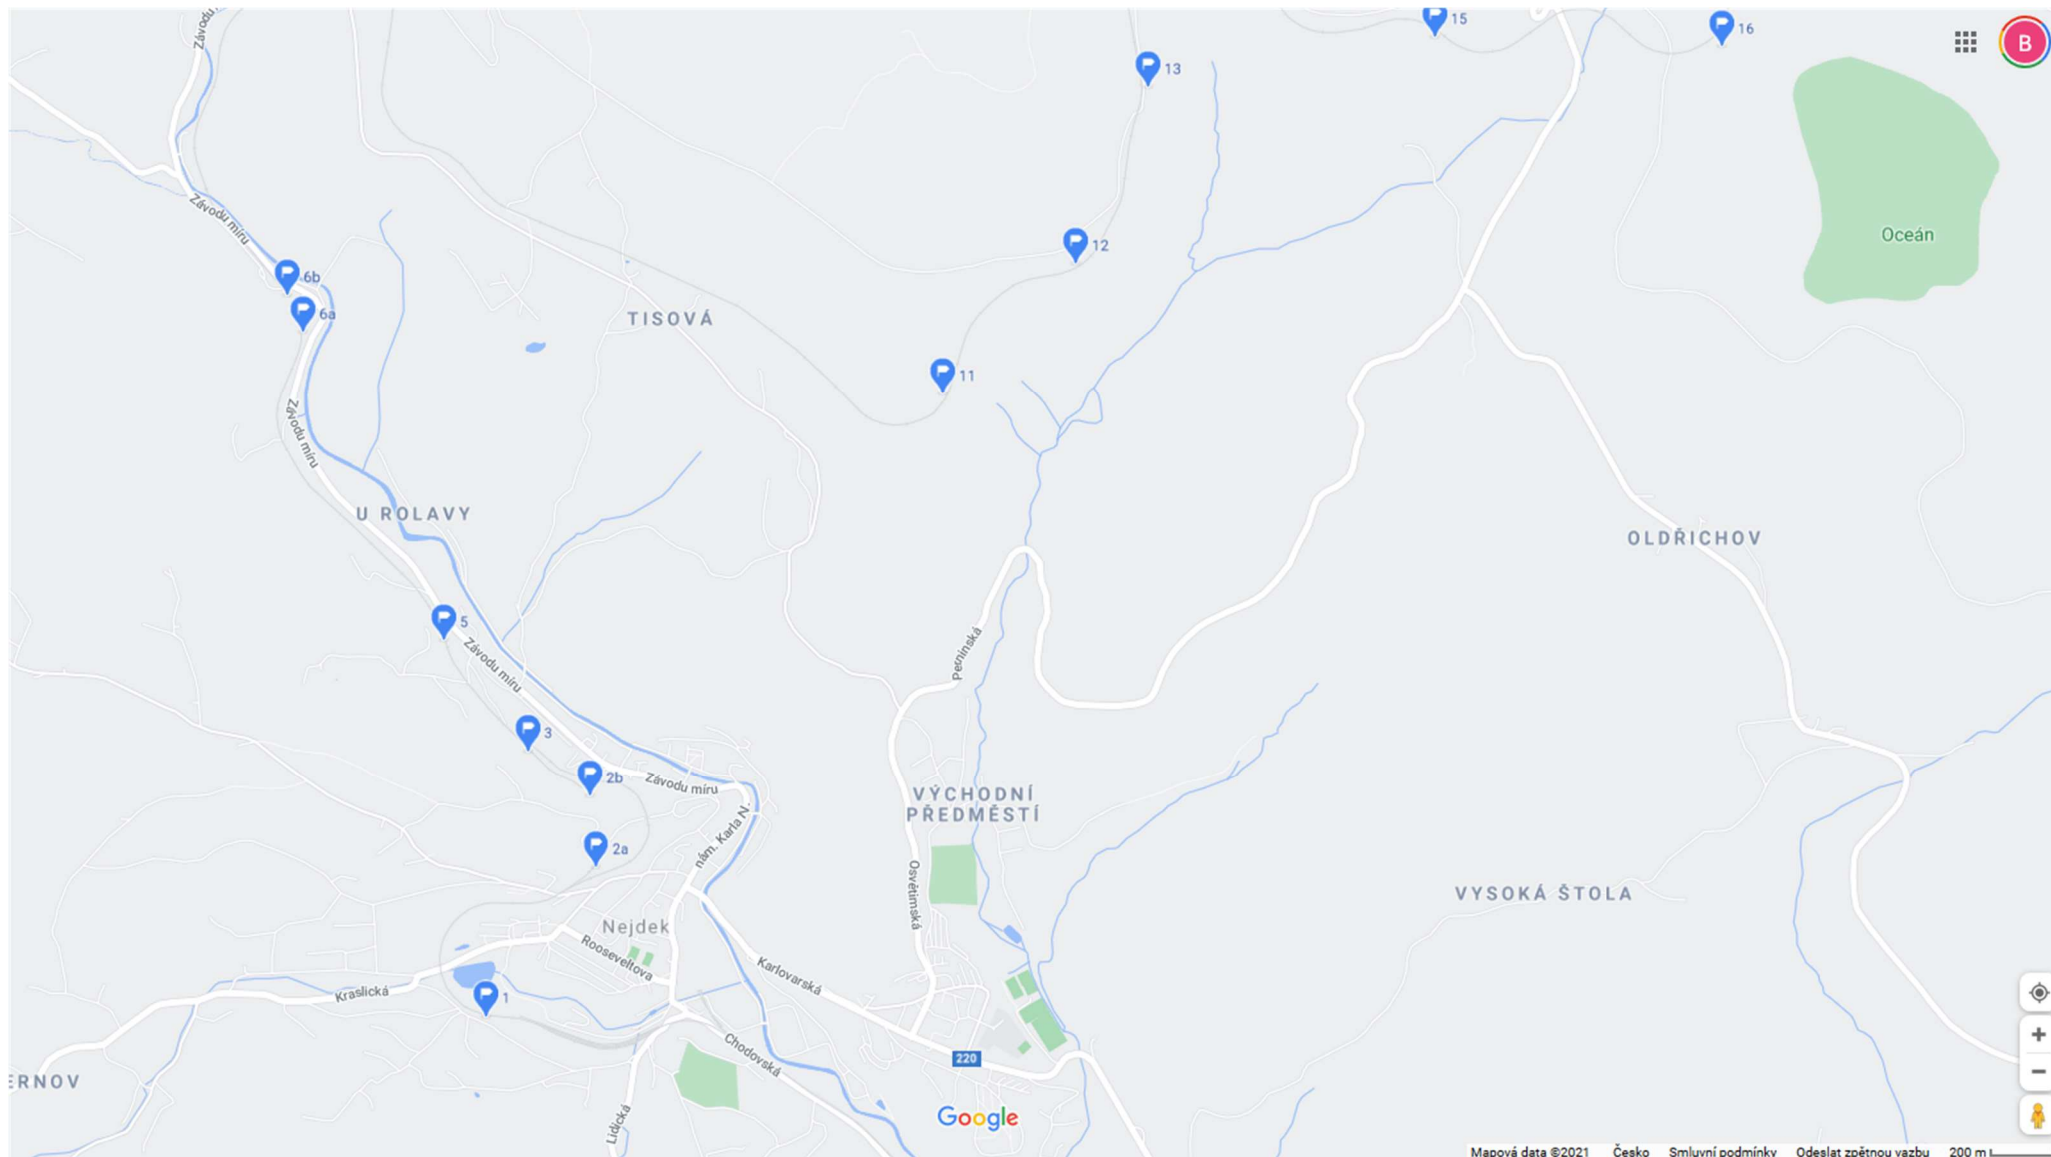 Závodu
15
16
B
13
Závodu míru
12
6b
6a
Oceán
TISOVÁ
11
Závodu míru
U ROLAVY
OLDŘICHOV
5
Závodu míru
Perninská
3
2b
Závodu míru
VÝCHODNÍ
PŘEDMĚSTÍ
nám. Karla N.
2a
Osvětimská
VYSOKÁ ŠTOLA
Nejdek
Rooseveltova
Karlovarská
Kraslická
1
Chodovská
220
ERNOV
Lidická
Google
Mapová data ©2021 Česko Smluvní podmínky Odeslat zpětnou vazbu 200 m